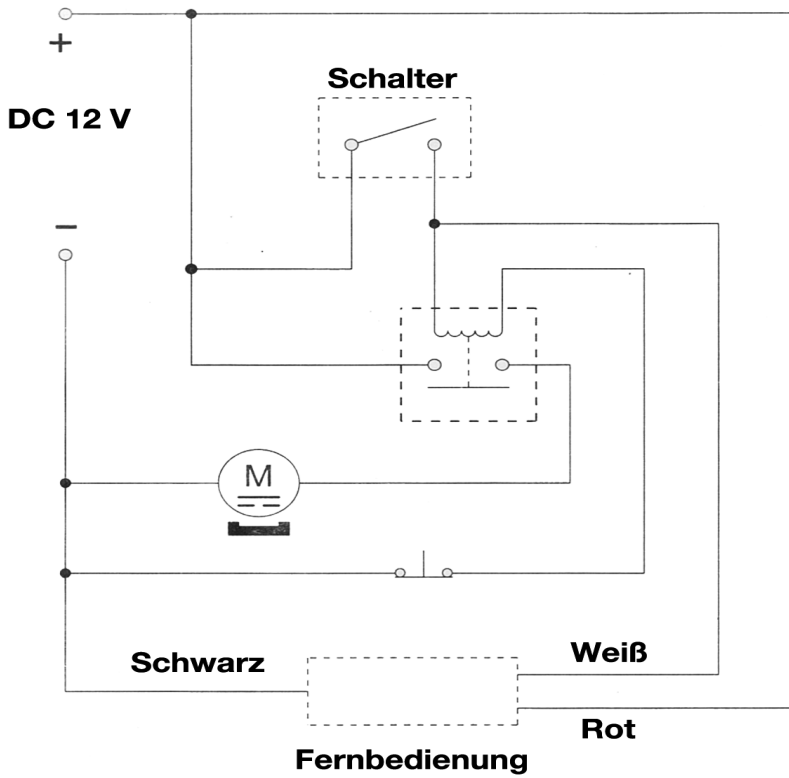 +
Schalter
DC 12 V
−
M
Schwarz
Weiß
Rot
Fernbedienung